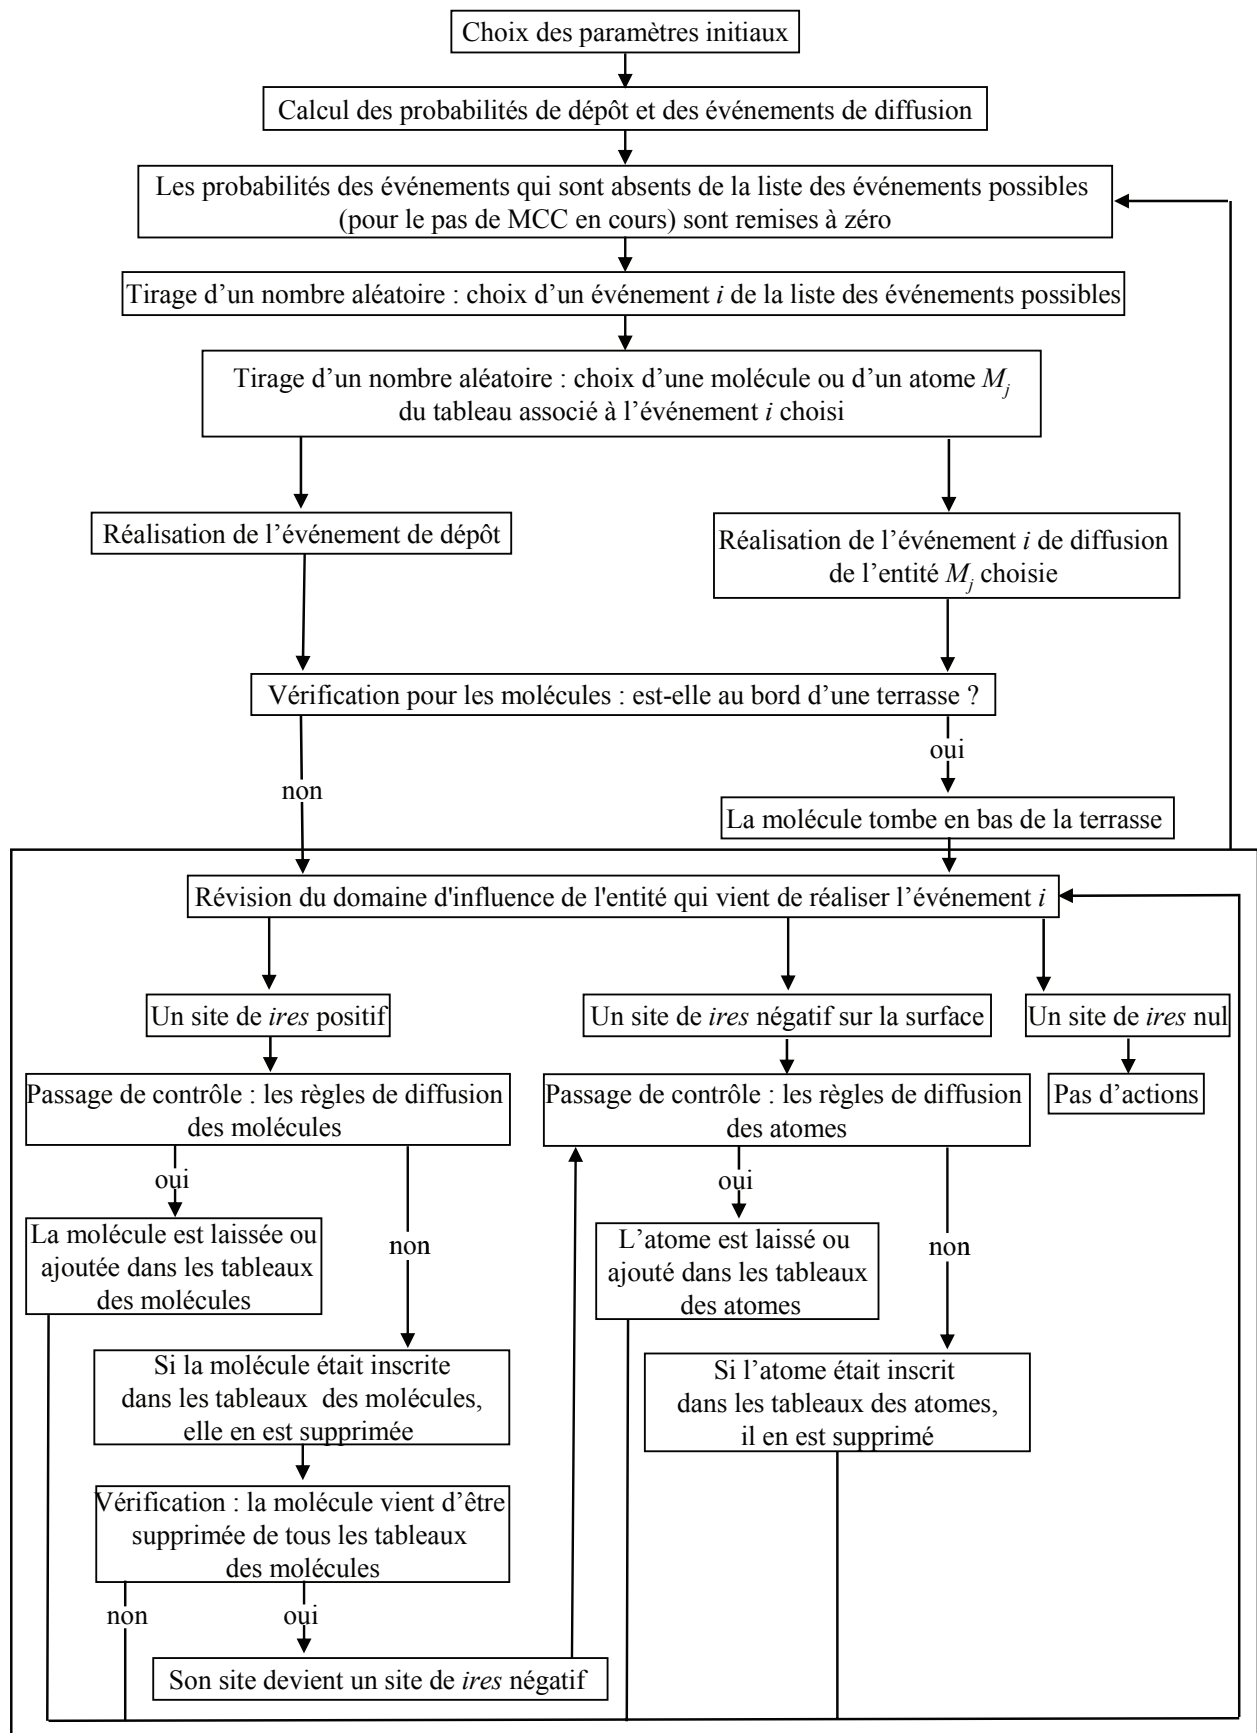 Choix des paramètres initiaux
Calcul des probabilités de dépôt et des événements de diffusion
Les probabilités des événements qui sont absents de la liste des événements possibles
(pour le pas de MCC en cours) sont remises à zéro
Tirage d’un nombre aléatoire : choix d’un événement i de la liste des événements possibles
Tirage d’un nombre aléatoire : choix d’une molécule ou d’un atome Mj
du tableau associé à l’événement i choisi
Réalisation de l’événement de dépôt
Réalisation de l’événement i de diffusion
de l’entité Mj choisie
Vérification pour les molécules : est-elle au bord d’une terrasse ?
oui
non
La molécule tombe en bas de la terrasse
Révision du domaine d'influence de l'entité qui vient de réaliser l’événement i
Un site de ires positif
Un site de ires négatif sur la surface
Un site de ires nul
Passage de contrôle : les règles de diffusion
des molécules
Passage de contrôle : les règles de diffusion
des atomes
Pas d’actions
oui
non
oui
non
La molécule est laissée ou
ajoutée dans les tableaux
des molécules
L’atome est laissé ou
ajouté dans les tableaux
des atomes
Si la molécule était inscrite
dans les tableaux des molécules,
elle en est supprimée
Si l’atome était inscrit
dans les tableaux des atomes,
il en est supprimé
Vérification : la molécule vient d’être
supprimée de tous les tableaux
des molécules
non
oui
Son site devient un site de ires négatif